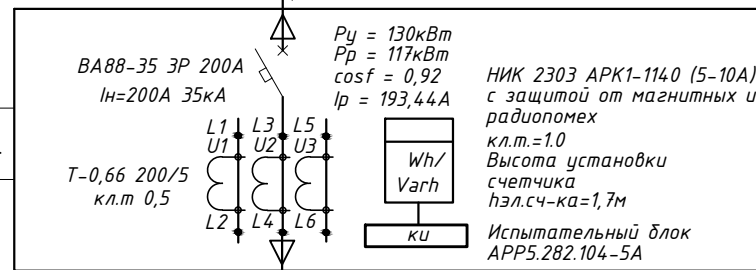 Ру = 130кВт
Рр = 117кВт
cosf = 0,92
Iр = 193,44А
ВА88-35 3Р 200А
Iн=200А 35кА
НИК 2303 АРК1-1140 (5-10А)
с защитой от магнитных и
радиопомех
кл.т.=1.0
Высота установки
счетчика
hэл.сч-ка=1,7м
L1 L3 L5
U1 U2 U3
Wh/
Varh
Т-0,66 200/5
кл.т 0,5
L2 L4 L6
ки
Испытательный блок
АРР5.282.104-5А